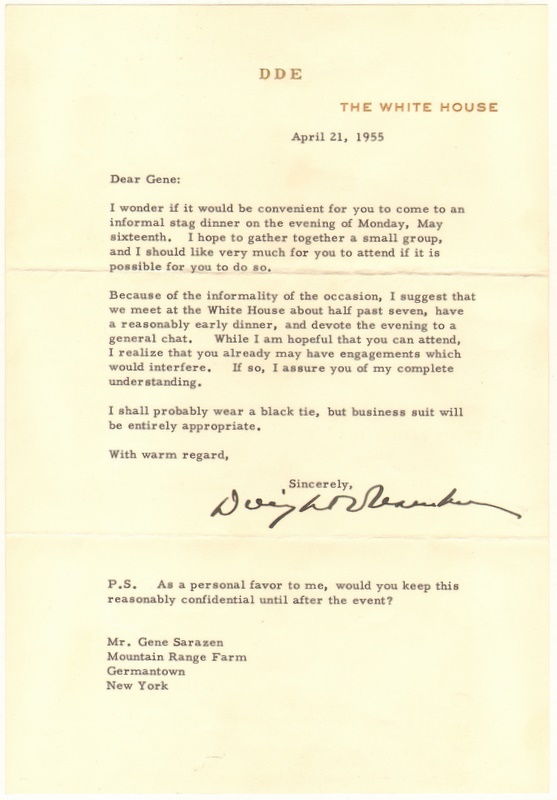 DDE
THE WHITE HOUSE
April 21, 1955
Dear Gene:
I wonder if it would be convenient for you to come to an
informal stag dinner on the evening of Monday, May
sixteenth. I hope to gather together a small group,
and I should like very much for you to attend if it is
possible for you to do so.
Because of the informality of the occasion, I suggest that
we meet at the White House about half past seven, have
a reasonably early dinner, and devote the evening to a
general chat. While I am hopeful that you can attend,
I realize that you already may have engagements which
would interfere. If so, I assure you of my complete
understanding.
I shall probably wear a black tie, but business suit will
be entirely appropriate.
With warm regard,
Sincerely,
Dwight D Eisenhower
P.S. As a personal favor to me, would you keep this
reasonably confidential until after the event?
Mr. Gene Sarazen
Mountain Range Farm
Germantown
New York